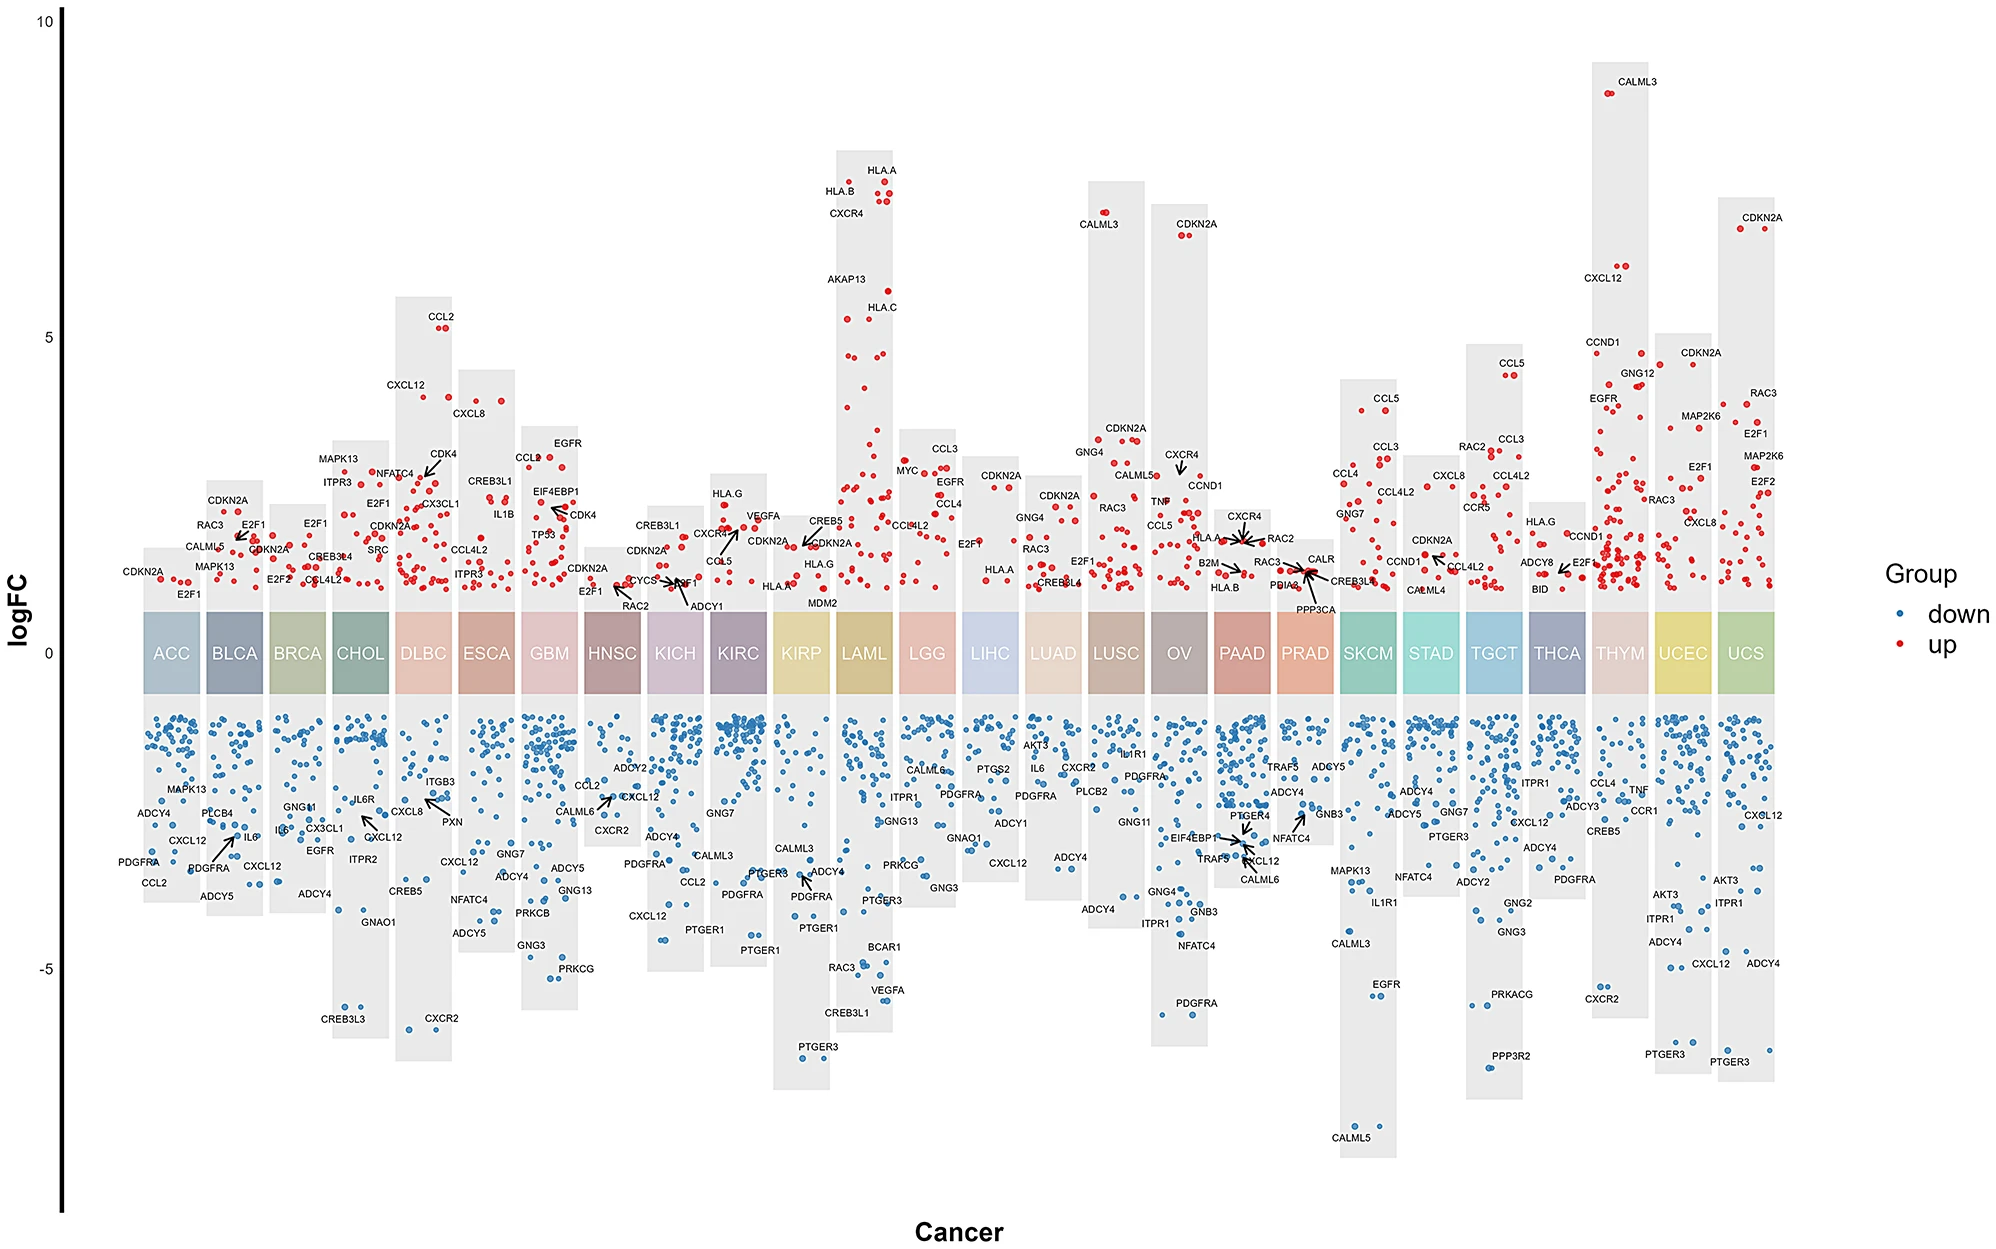 10
5
0
-5
logFC
Cancer
Group
down
up
ACC
BLCA
BRCA
CHOL
DLBC
ESCA
GBM
HNSC
KICH
KIRC
KIRP
LAML
LGG
LIHC
LUAD
LUSC
OV
PAAD
PRAD
SKCM
STAD
TGCT
THCA
THYM
UCEC
UCS
CDKN2A
E2F1
MAPK13
ADCY4
CXCL12
PDGFRA
CCL2
CDKN2A
RAC3
E2F1
CALML5
MAPK13
PLCB4
IL6
PDGFRA
CXCL12
ADCY5
E2F1
CDKN2A
E2F2
CCL4L2
GNG11
IL6
CX3CL1
EGFR
ADCY4
MAPK13
NFATC4
ITPR3
E2F1
CDKN2A
SRC
CREB3L4
IL6R
CXCL12
ITPR2
GNAO1
CREB3L3
CCL2
CXCL12
CDK4
CX3CL1
ITGB3
CXCL8
PXN
CREB5
CXCR2
CXCL8
CREB3L1
IL1B
CCL4L2
ITPR3
CXCL12
GNG7
ADCY4
NFATC4
ADCY5
EGFR
CCL2
EIF4EBP1
CDK4
TP53
ADCY5
GNG13
PRKCB
GNG3
PRKCG
CDKN2A
E2F1
CYCS
RAC2
ADCY2
CCL2
CXCL12
CALML6
CXCR2
CREB3L1
CDKN2A
E2F1
ADCY1
ADCY4
PDGFRA
CCL2
CXCL12
PTGER1
HLA.G
VEGFA
CXCR4
CCL5
GNG7
CALML3
PTGER3
PDGFRA
PTGER1
CREB5
CDKN2A
CDKN2A
HLA.G
HLA.A
MDM2
CALML3
ADCY4
PDGFRA
PTGER1
PTGER3
HLA.A
HLA.B
CXCR4
AKAP13
HLA.C
PTGER3
BCAR1
RAC3
VEGFA
CREB3L1
CCL3
MYC
EGFR
CCL4
CCL4L2
CALML6
ITPR1
GNG13
PRKCG
GNG3
CDKN2A
E2F1
HLA.A
PTGS2
PDGFRA
ADCY1
GNAO1
CXCL12
CDKN2A
GNG4
RAC3
E2F1
CREB3L4
AKT3
IL6
CXCR2
PDGFRA
PLCB2
ADCY4
CALML3
CDKN2A
GNG4
CALML5
RAC3
IL1R1
PDGFRA
GNG11
ADCY4
CDKN2A
CXCR4
CCND1
TNF
CCL5
GNG4
GNB3
ITPR1
NFATC4
PDGFRA
CXCR4
HLA.A
RAC2
B2M
HLA.B
PTGER4
EIF4EBP1
TRAF5
CXCL12
CALML6
CALR
RAC3
PDIA3
CREB3L4
PPP3CA
TRAF5
ADCY5
ADCY4
GNB3
NFATC4
CCL5
CCL3
CCL4
CCL4L2
GNG7
MAPK13
IL1R1
CALML3
EGFR
CALML5
CXCL8
CDKN2A
CCND1
CCL4L2
CALML4
ADCY4
ADCY5
GNG7
PTGER3
NFATC4
CCL5
RAC2
CCL3
CCL4L2
CCR5
ADCY2
GNG2
GNG3
PRKACG
PPP3R2
HLA.G
CCND1
ADCY8
E2F1
BID
ITPR1
ADCY3
CXCL12
ADCY4
PDGFRA
CALML3
CXCL12
CCND1
GNG12
EGFR
CCL4
TNF
CCR1
CREB5
CXCR2
CDKN2A
MAP2K6
E2F1
RAC3
CXCL8
AKT3
ITPR1
ADCY4
CXCL12
PTGER3
CDKN2A
RAC3
E2F1
MAP2K6
E2F2
CXCL12
AKT3
ITPR1
ADCY4
PTGER3